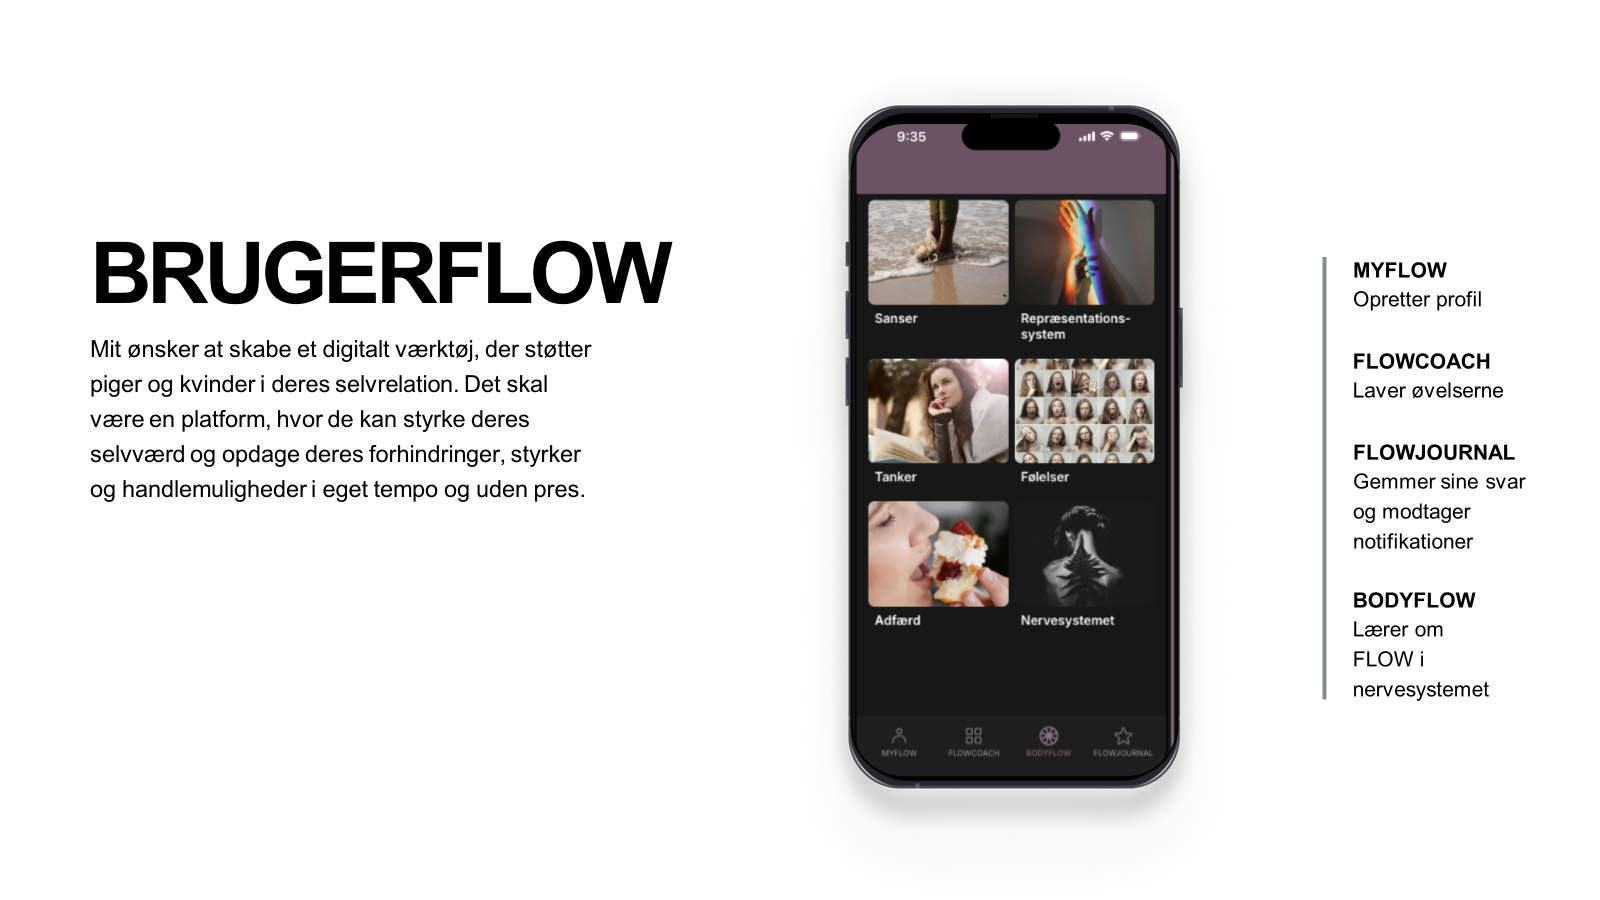 BRUGERFLOW
Mit ønsker at skabe et digitalt værktøj, der støtter
piger og kvinder i deres selvrelation. Det skal
være en platform, hvor de kan styrke deres
selvværd og opdage deres forhindringer, styrker
og handlemuligheder i eget tempo og uden pres.
9:35
Sanser
Repræsentations-
system
Tanker
Følelser
Adfærd
Nervesystemet
MYFLOW
FLOWCOACH
BODYFLOW
FLOWJOURNAL
MYFLOW
Opretter profil
FLOWCOACH
Laver øvelserne
FLOWJOURNAL
Gemmer sine svar
og modtager
notifikationer
BODYFLOW
Lærer om
FLOW i
nervesystemet